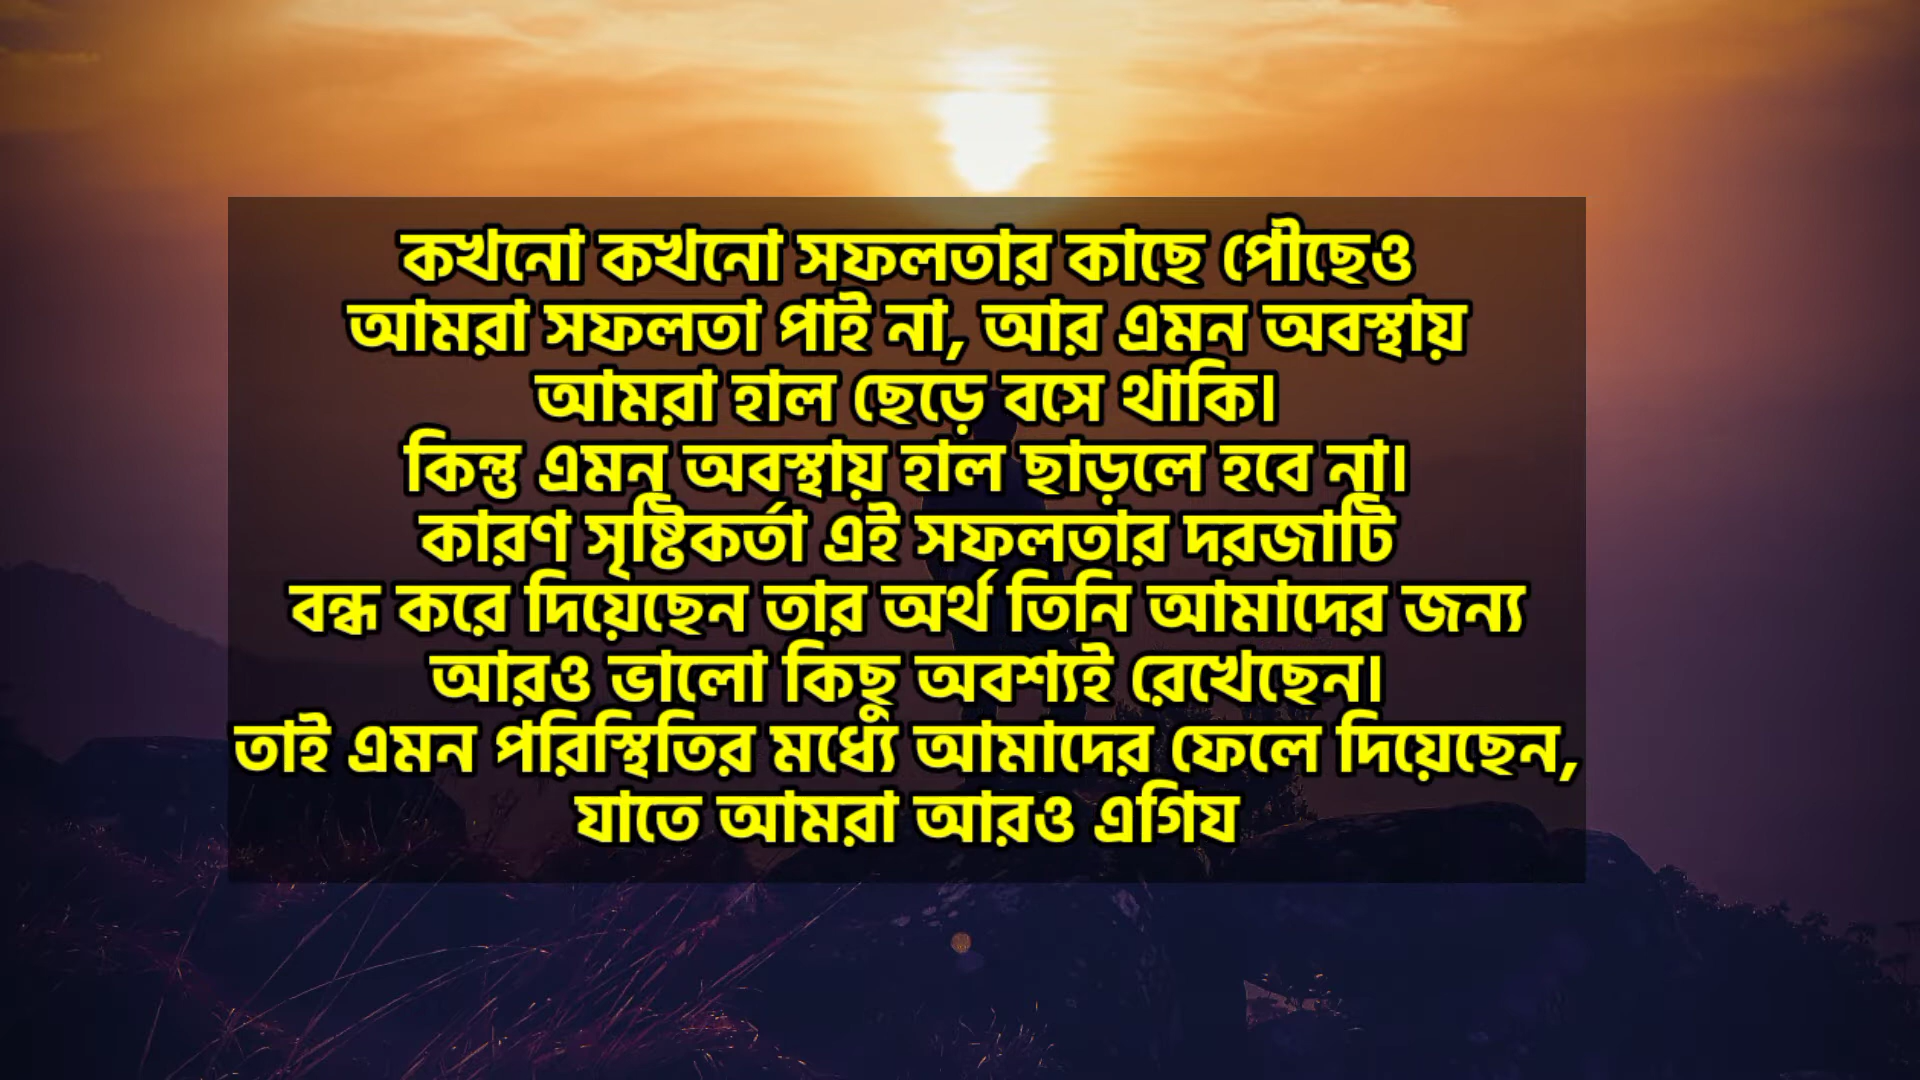 কখনো কখনো সফলতার কাছে পৌছেও
আমরা সফলতা পাই না, আর এমন অবস্থায়
আমরা হাল ছেড়ে বসে থাকি।
কিন্তু এমন অবস্থায় হাল ছাড়লে হবে না।
কারণ সৃষ্টিকর্তা এই সফলতার দরজাটি
বন্ধ করে দিয়েছেন তার অর্থ তিনি আমাদের জন্য
আরও ভালো কিছু অবশ্যই রেখেছেন।
তাই এমন পরিস্থিতির মধ্যে আমাদের ফেলে দিয়েছেন,
যাতে আমরা আরও এগিয